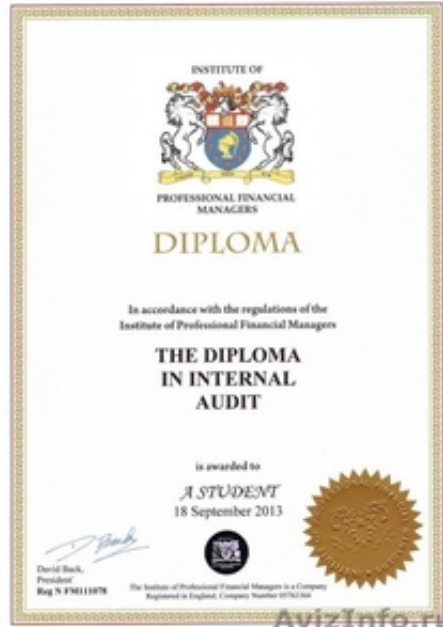 INSTITUTE OF
PROFESSIONAL FINANCIAL
MANAGERS
DIPLOMA
In accordance with the regulations of the
Institute of Professional Financial Managers
THE DIPLOMA
IN INTERNAL
AUDIT
is awarded to
A STUDENT
18 September 2013
David Buck,
President
Reg N FM111078
The Institute of Professional Financial Managers is a Company
Registered in England, Company Number
AvizInfo.r